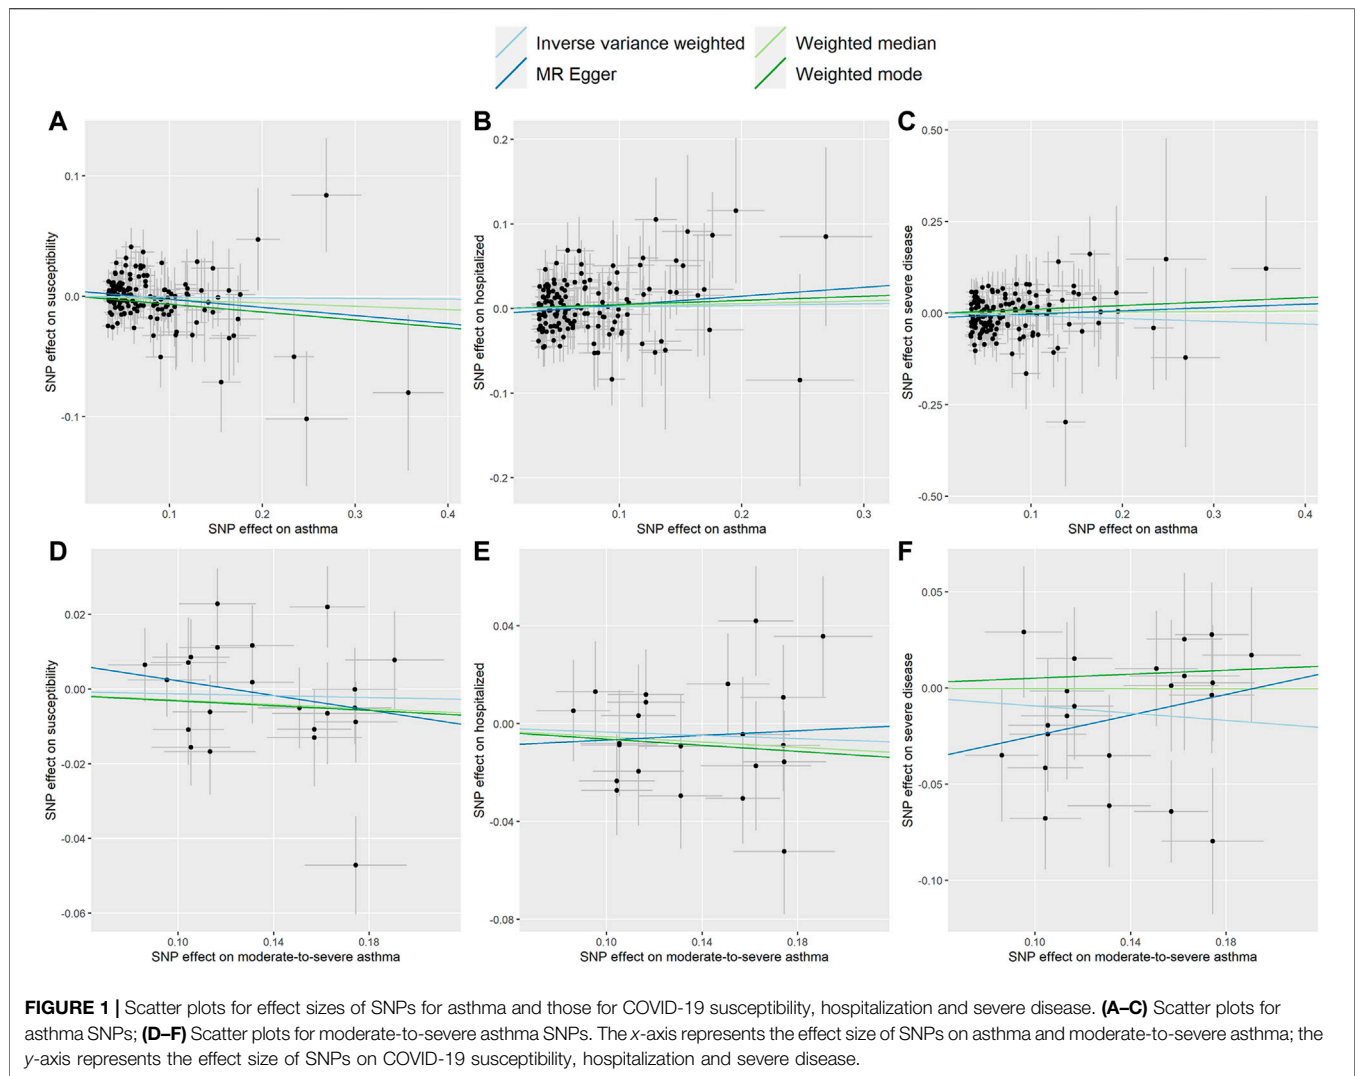 Inverse variance weighted
Weighted median
MR Egger
Weighted mode
A
SNP effect on susceptibility
0.1
0.0
-0.1
0.1
0.2
0.3
0.4
SNP effect on asthma
B
SNP effect on hospitalized
0.2
0.1
0.0
-0.1
-0.2
0.1
0.2
0.3
SNP effect on asthma
C
SNP effect on severe disease
0.50
0.25
0.00
-0.25
-0.50
0.1
0.2
0.3
0.4
SNP effect on asthma
D
SNP effect on susceptibility
0.02
0.00
-0.02
-0.04
-0.06
0.10
0.14
0.18
SNP effect on moderate-to-severe asthma
E
SNP effect on hospitalized
0.04
0.00
-0.04
-0.08
0.10
0.14
0.18
SNP effect on moderate-to-severe asthma
F
SNP effect on severe disease
0.05
0.00
-0.05
-0.10
0.10
0.14
0.18
SNP effect on moderate-to-severe asthma
FIGURE 1 | Scatter plots for effect sizes of SNPs for asthma and those for COVID-19 susceptibility, hospitalization and severe disease. (A–C) Scatter plots for
asthma SNPs; (D–F) Scatter plots for moderate-to-severe asthma SNPs. The x-axis represents the effect size of SNPs on asthma and moderate-to-severe asthma; the
y-axis represents the effect size of SNPs on COVID-19 susceptibility, hospitalization and severe disease.